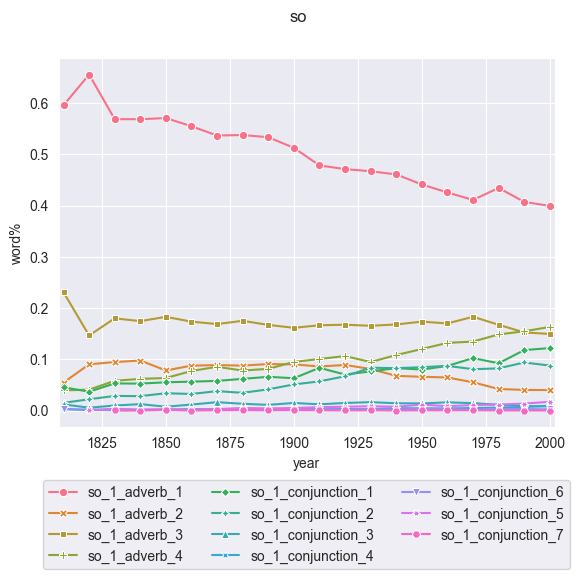 so
0.6
0.5
0.4
0.3
0.2
0.1
0.0
word%
1825 1850 1875 1900 1925 1950 1975 2000
year
so_1_adverb_1 so_1_conjunction_1 so_1_conjunction_6
so_1_adverb_2 so_1_conjunction_2 so_1_conjunction_5
so_1_adverb_3 so_1_conjunction_3 so_1_conjunction_7
so_1_adverb_4 so_1_conjunction_4